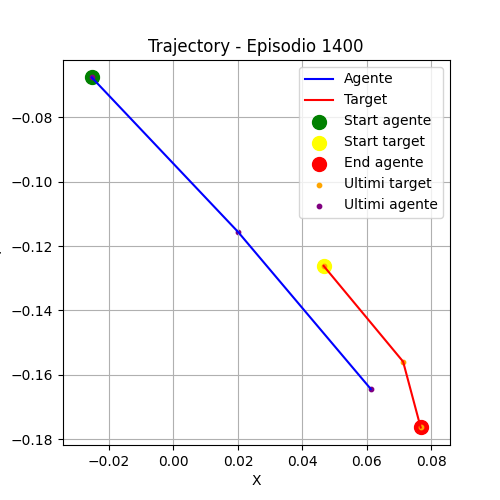 Trajectory - Episodio 1400
Agente
Target
Start agente
Start target
End agente
Ultimi target
Ultimi agente
−0.08
−0.10
−0.12
−0.14
−0.16
−0.18
−0.02 0.00 0.02 0.04 0.06 0.08
X